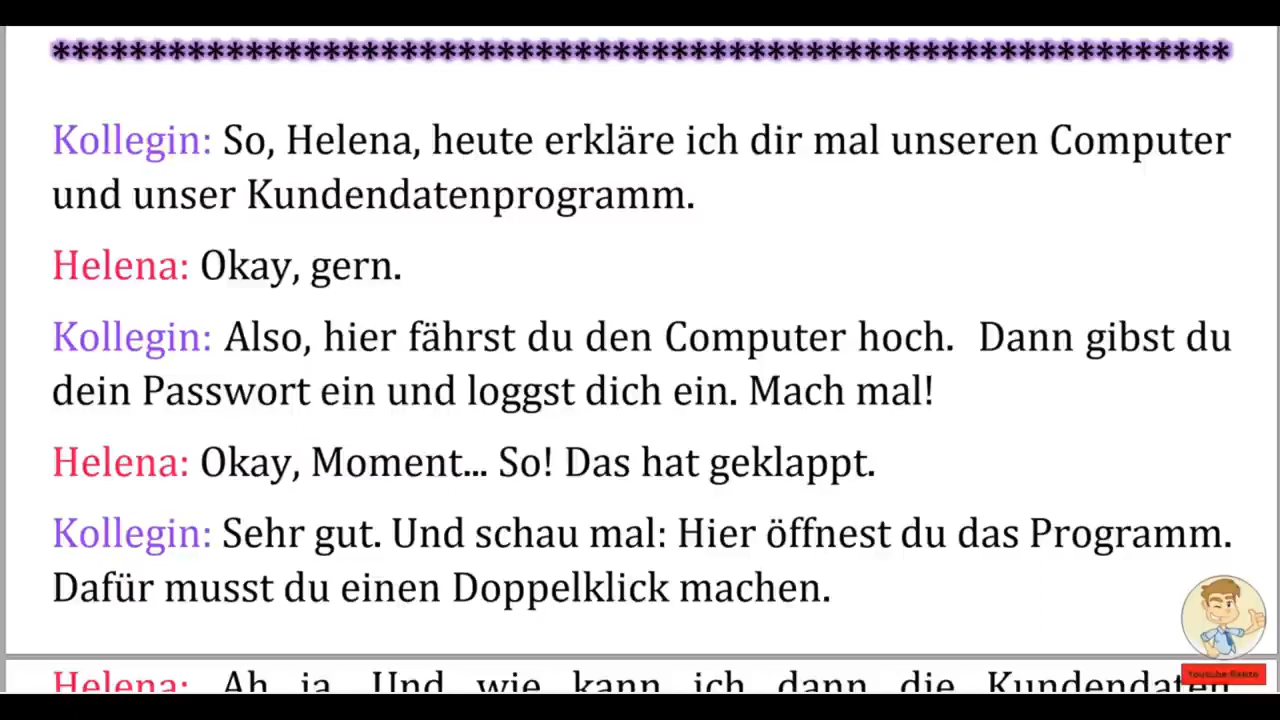 ************************************************************
Kollegin: So, Helena, heute erkläre ich dir mal unseren Computer
und unser Kundendatenprogramm.
Helena: Okay, gern.
Kollegin: Also, hier fährst du den Computer hoch. Dann gibst du
dein Passwort ein und loggst dich ein. Mach mal!
Helena: Okay, Moment... So! Das hat geklappt.
Kollegin: Sehr gut. Und schau mal: Hier öffnest du das Programm.
Dafür musst du einen Doppelklick machen.
Helena: Ah ja. Und wie kann ich dann die Kundendaten
Youtube